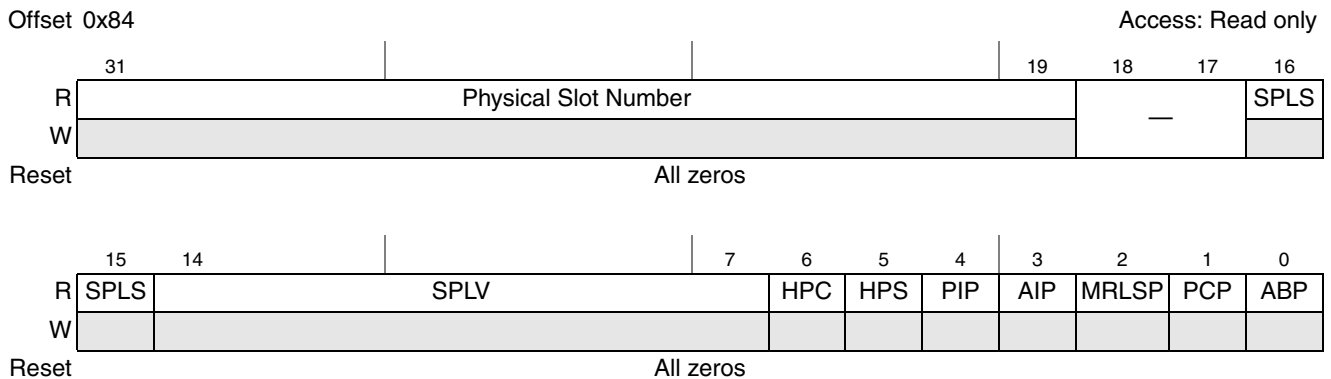 Offset 0x84 Access: Read only
31 19 18 17 16
R Physical Slot Number — SPLS
W
Reset All zeros
15 14 7 6 5 4 3 2 1 0
R SPLS SPLV HPC HPS PIP AIP MRLSP PCP ABP
W
Reset All zeros